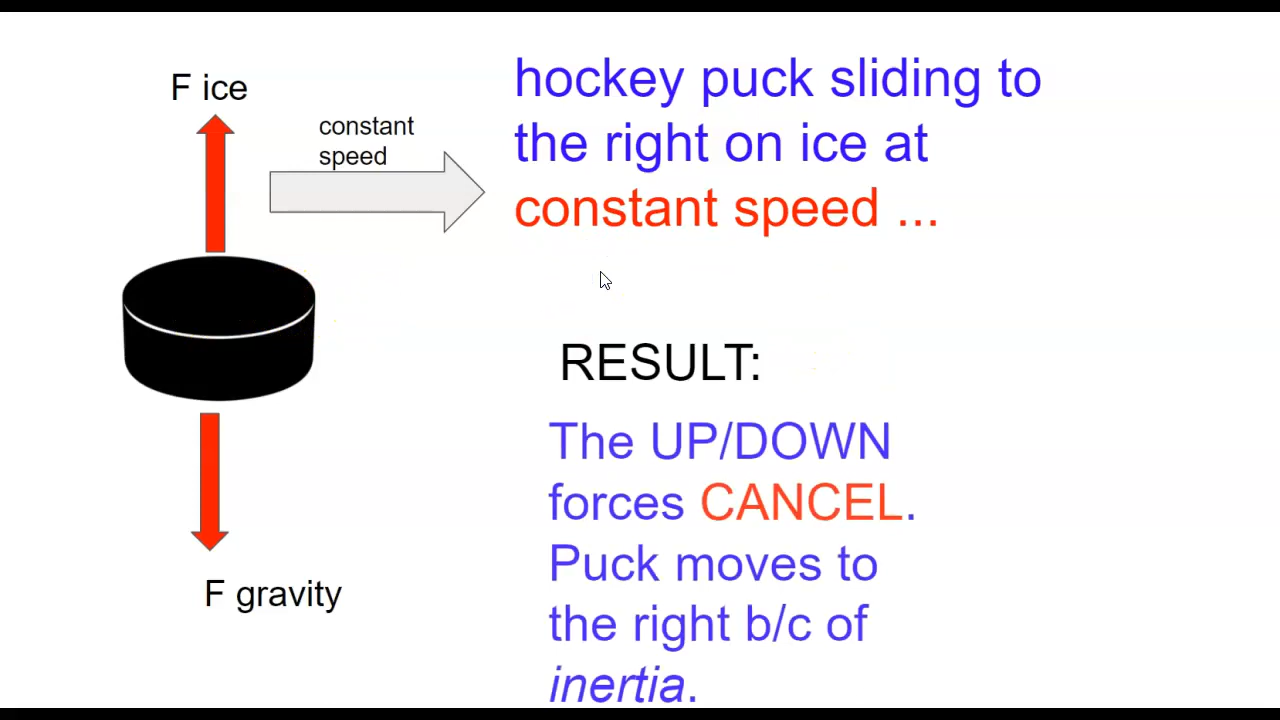 F ice
constant
speed
F gravity
hockey puck sliding to
the right on ice at
constant speed ...
RESULT:
The UP/DOWN
forces CANCEL.
Puck moves to
the right b/c of
inertia.